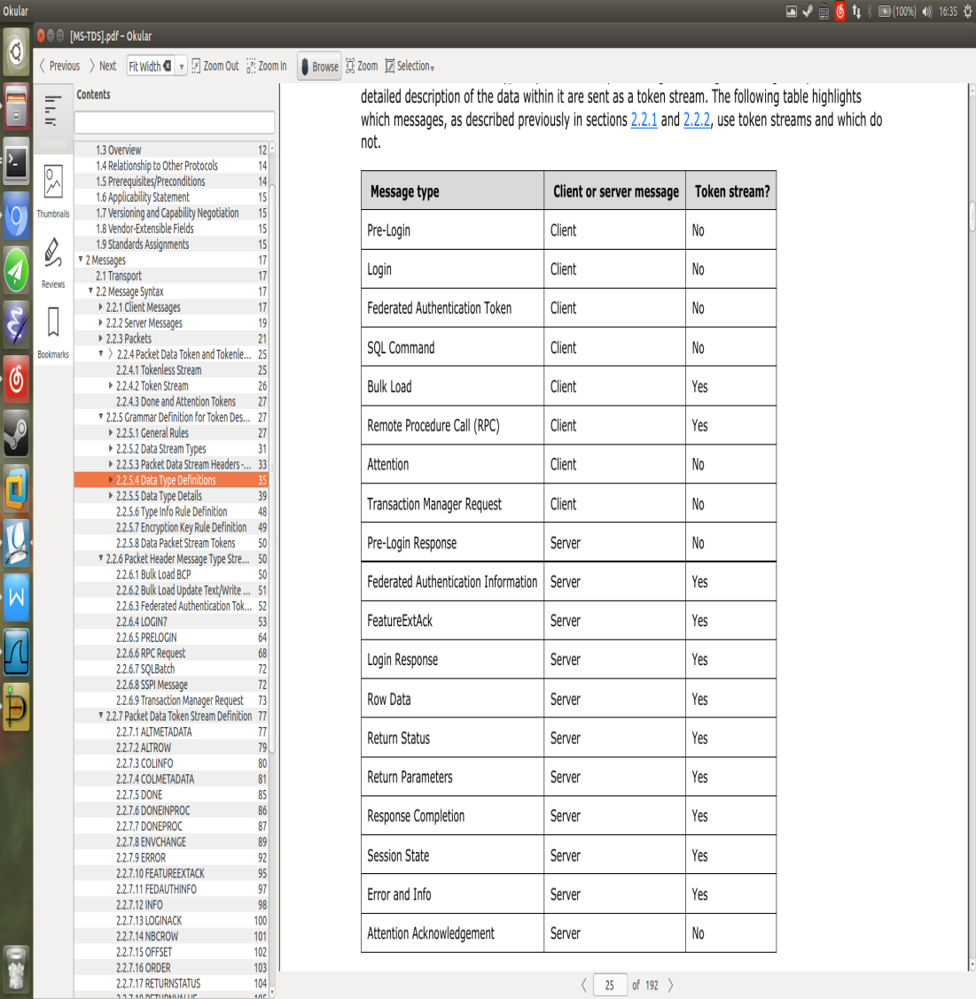 Okular
(100%)
16:35
[MS-TDS].pdf – Okular
Previous
Next
Fit Width
Zoom Out
Zoom In
Browse
Zoom
Selection
Contents
Contents
Thumbnails
Reviews
Bookmarks
1.3 Overview 12
1.4 Relationship to Other Protocols 14
1.5 Prerequisites/Preconditions 14
1.6 Applicability Statement 15
1.7 Versioning and Capability Negotiation 15
1.8 Vendor-Extensible Fields 15
1.9 Standards Assignments 15
2 Messages 17
2.1 Transport 17
2.2 Message Syntax 17
2.2.1 Client Messages 17
2.2.2 Server Messages 19
2.2.3 Packets 21
2.2.4 Packet Data Token and Tokenle... 25
2.2.4.1 Tokenless Stream 25
2.2.4.2 Token Stream 26
2.2.4.3 Done and Attention Tokens 27
2.2.5 Grammar Definition for Token Des... 27
2.2.5.1 General Rules 27
2.2.5.2 Data Stream Types 31
2.2.5.3 Packet Data Stream Headers -... 33
2.2.5.4 Data Type Definitions 35
2.2.5.5 Data Type Details 39
2.2.5.6 Type Info Rule Definition 48
2.2.5.7 Encryption Key Rule Definition 49
2.2.5.8 Data Packet Stream Tokens 50
2.2.6 Packet Header Message Type Stre... 50
2.2.6.1 Bulk Load BCP 50
2.2.6.2 Bulk Load Update Text/Write ... 51
2.2.6.3 Federated Authentication Tok... 52
2.2.6.4 LOGIN7 53
2.2.6.5 PRELOGIN 64
2.2.6.6 RPC Request 68
2.2.6.7 SQLBatch 72
2.2.6.8 SSPI Message 72
2.2.6.9 Transaction Manager Request 73
2.2.7 Packet Data Token Stream Definition 77
2.2.7.1 ALTMETADATA 77
2.2.7.2 ALTROW 79
2.2.7.3 COLINFO 80
2.2.7.4 COLMETADATA 81
2.2.7.5 DONE 85
2.2.7.6 DONEINPROC 86
2.2.7.7 DONEPROC 87
2.2.7.8 ENVCHANGE 89
2.2.7.9 ERROR 92
2.2.7.10 FEATUREEXTACK 95
2.2.7.11 FEDAUTHINFO 97
2.2.7.12 INFO 98
2.2.7.13 LOGINACK 100
2.2.7.14 NBCROW 101
2.2.7.15 OFFSET 102
2.2.7.16 ORDER 103
2.2.7.17 RETURNSTATUS 104
2.2.7.18 RETURNVALUE 105
detailed description of the data within it are sent as a token stream. The following table highlights
which messages, as described previously in sections 2.2.1 and 2.2.2, use token streams and which do
not.
Message type Client or server message Token stream?
Pre-Login Client No
Login Client No
Federated Authentication Token Client No
SQL Command Client No
Bulk Load Client Yes
Remote Procedure Call (RPC) Client Yes
Attention Client No
Transaction Manager Request Client No
Pre-Login Response Server No
Federated Authentication Information Server Yes
FeatureExtAck Server Yes
Login Response Server Yes
Row Data Server Yes
Return Status Server Yes
Return Parameters Server Yes
Response Completion Server Yes
Session State Server Yes
Error and Info Server Yes
Attention Acknowledgement Server No
25 of 192